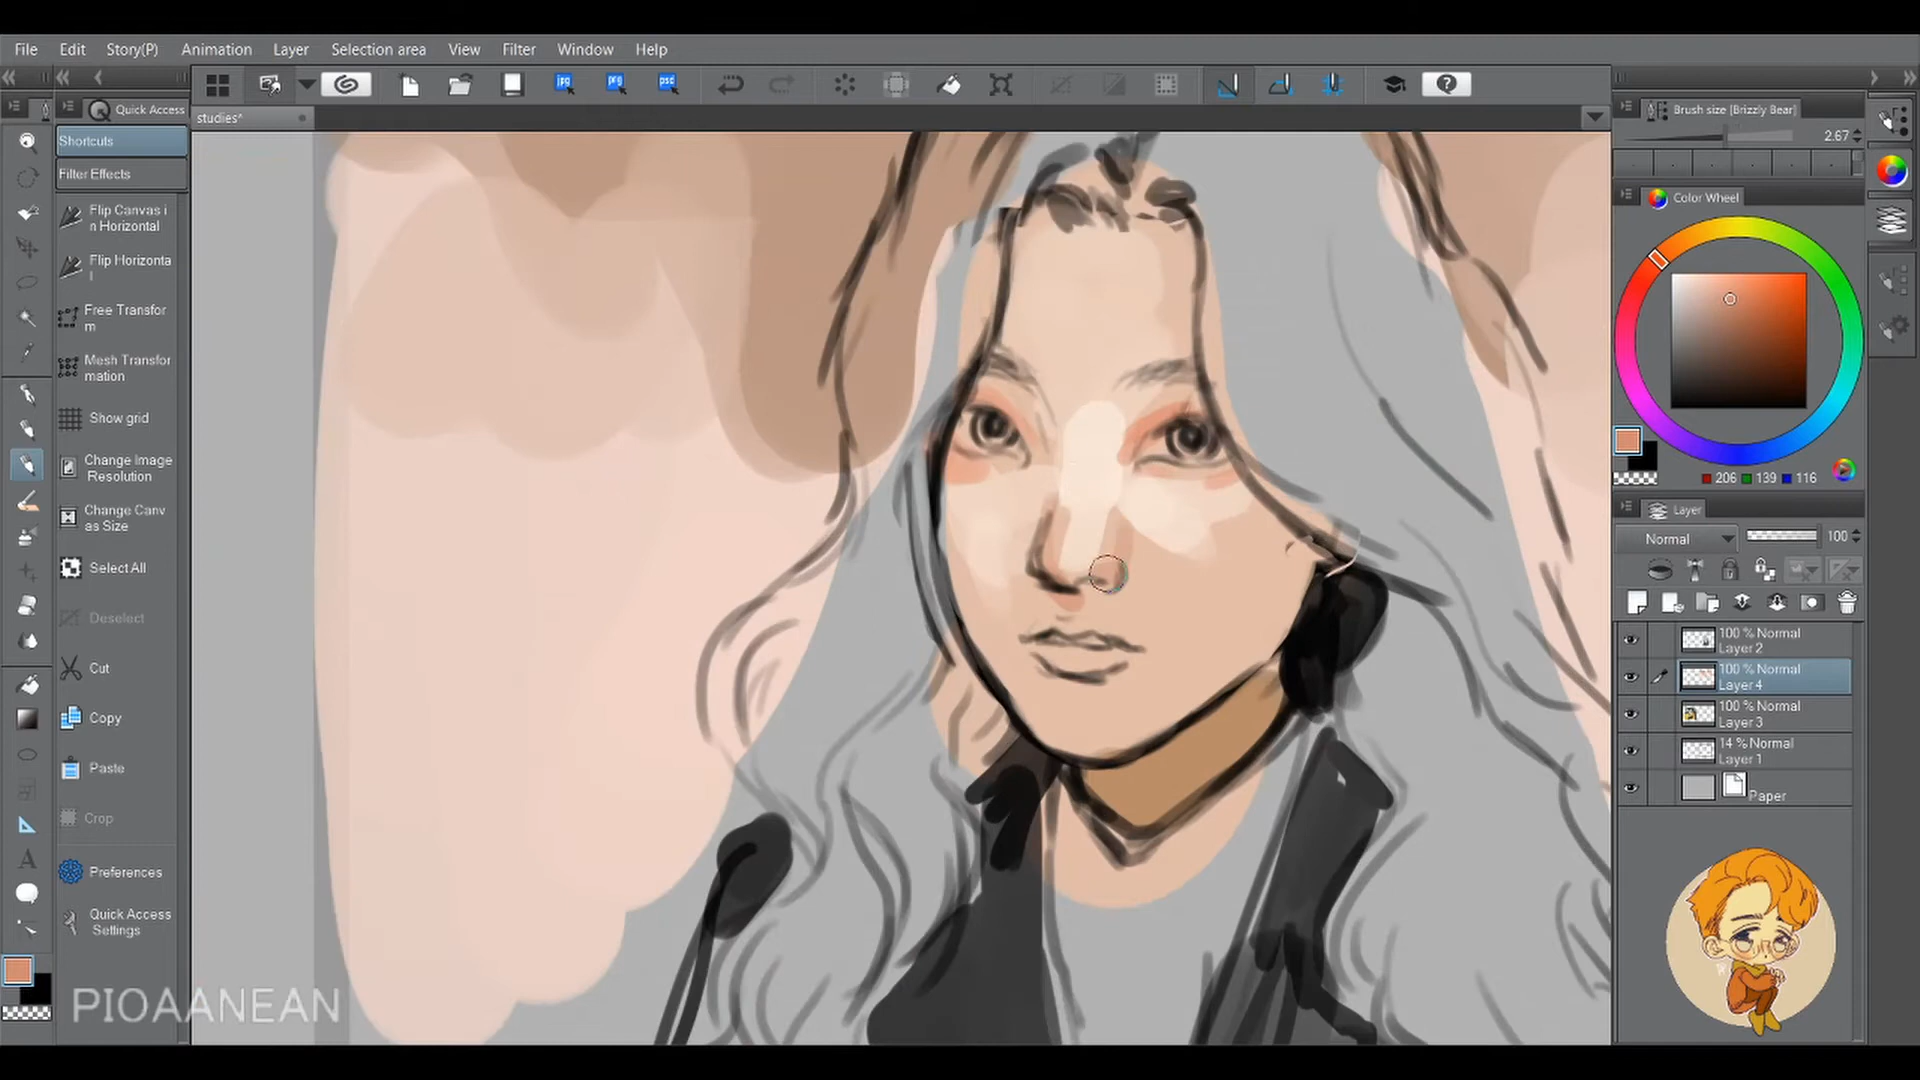 File Edit Story(P) Animation Layer Selection area View Filter Window Help
Quick Access
Shortcuts
Filter Effects
Flip Canvas i
n Horizontal
Flip Horizonta
l
Free Transfor
m
Mesh Transfor
mation
Show grid
Change Image
Resolution
Change Canv
as Size
Select All
Deselect
Cut
Copy
Paste
Crop
Preferences
Quick Access
Settings
jpg png psc
studies*
Brush size [Brizzly Bear]
2.67
Color Wheel
206 139 116
Layer
Normal 100
100 % Normal
Layer 2
100 % Normal
Layer 4
100 % Normal
Layer 3
14 % Normal
Layer 1
Paper
PIOAANEAN